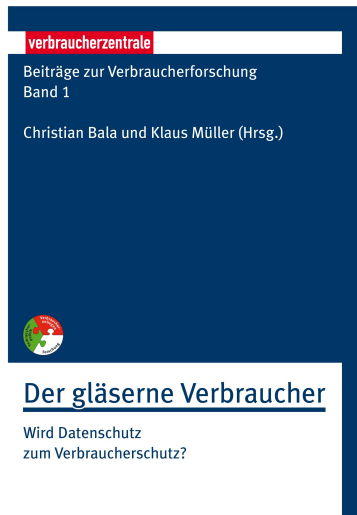 verbraucherzentrale
Beiträge zur Verbraucherforschung
Band 1
Christian Bala und Klaus Müller (Hrsg.)
Der gläserne Verbraucher
Wird Datenschutz
zum Verbraucherschutz?